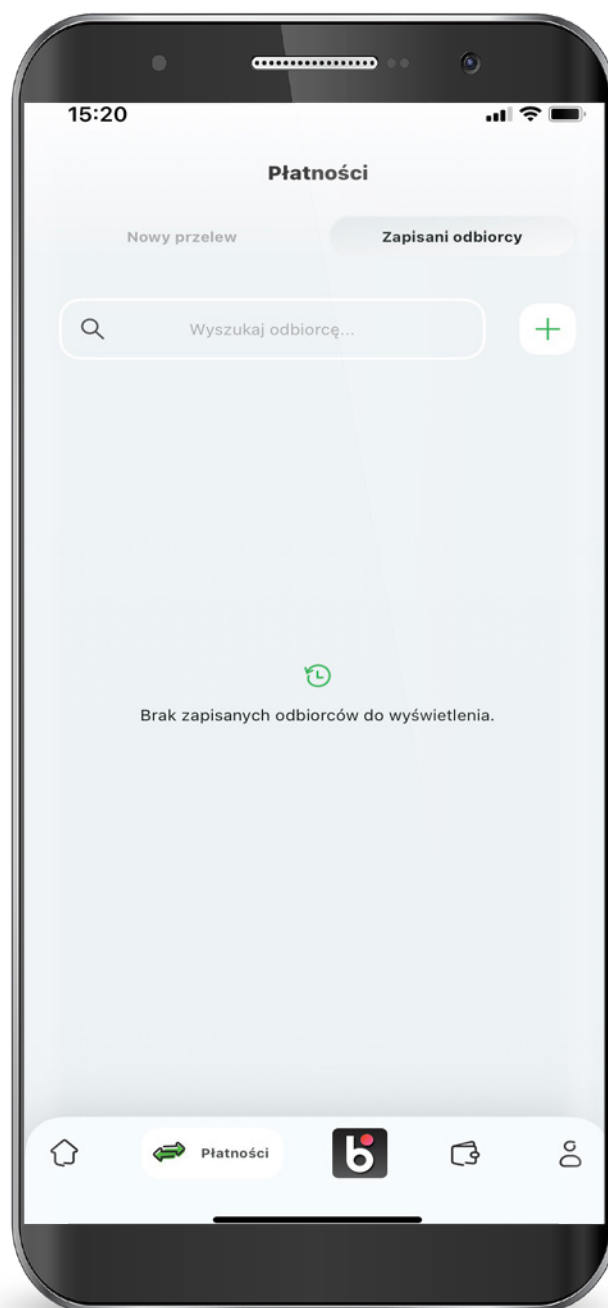 15:20
Płatności
Nowy przelew
Zapisani odbiorcy
Wyszukaj odbiorcę...
Brak zapisanych odbiorców do wyświetlenia.
Płatności
b